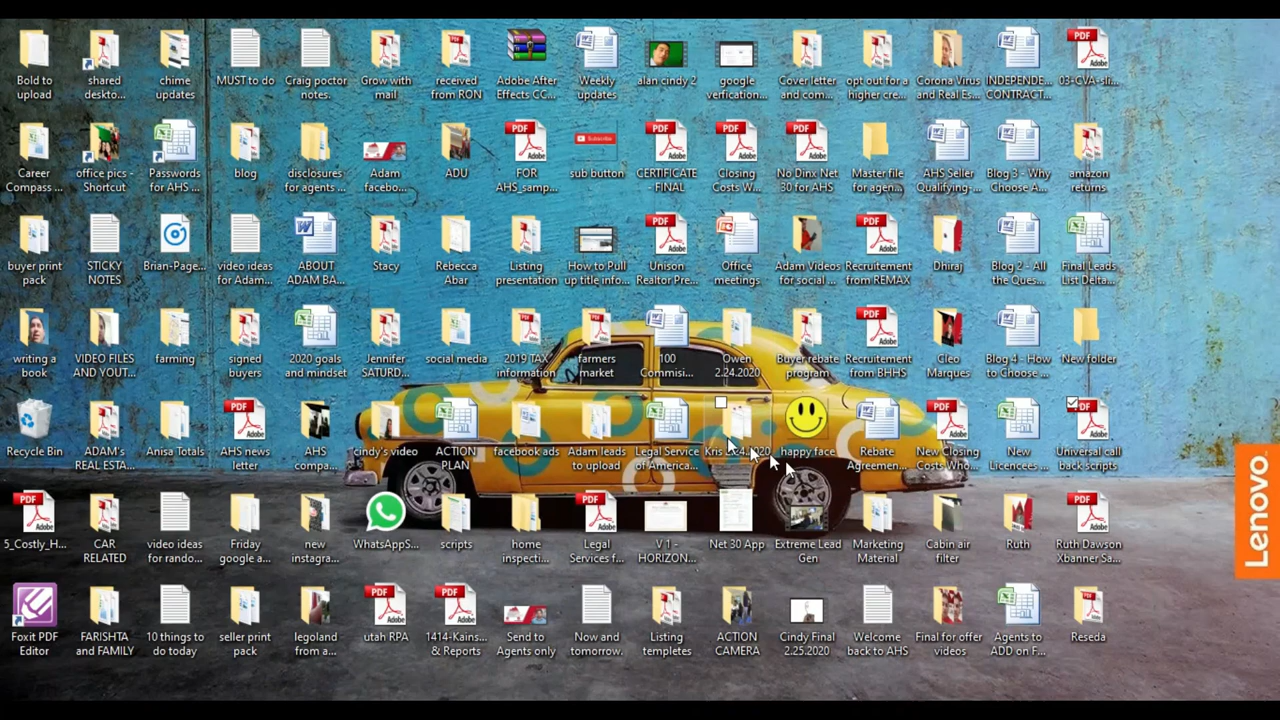 Bold to
upload
shared
deskto...
chime
updates
MUST to do
Craig poctor
notes.
Grow with
mail
received
from RON
Adobe After
Effects CC...
Weekly
updates
alan cindy 2
google
verfication...
Cover letter
and com...
opt out for a
higher cre...
Corona Virus
and Real Es...
INDEPENDE...
CONTRACT...
03-CVA-sli...
Career
Compass ...
office pics -
Shortcut
Passwords
for AHS ...
blog
disclosures
for agents ...
Adam
facebo...
ADU
FOR
AHS_samp...
Subscribe
sub button
CERTIFICATE
- FINAL
Closing
Costs W...
No Dinx Net
30 for AHS
Master file
for agen...
AHS Seller
Qualifying-...
Blog 3 - Why
Choose A...
amazon
returns
buyer print
pack
STICKY
NOTES
Brian-Page...
video ideas
for Adam...
ABOUT
ADAM BA...
Stacy
Rebecca
Abar
Listing
presentation
How to Pull
up title info...
Unison
Realtor Pre...
Office
meetings
Adam Videos
for social ...
Recruitement
from REMAX
Dhiraj
Blog 2 - All
the Ques...
Final Leads
List Delta...
writing a
book
VIDEO FILES
AND YOUT...
farming
signed
buyers
2020 goals
and mindset
Jennifer
SATURD...
social media
2019 TAX
information
farmers
market
100
Commisi...
Owen
2.24.2020
Buyer rebate
program
Recruitement
from BHHS
Cleo
Marques
Blog 4 - How
to Choose ...
New folder
Recycle Bin
ADAM's
REAL ESTA...
Anisa Totals
AHS news
letter
AHS
compa...
cindy's video
ACTION
PLAN
facebook ads
Adam leads
to upload
Legal Service
of America...
Kris
happy face
Rebate
Agreemen...
New Closing
Costs Who...
New
Licencees ...
Universal call
back scripts
5_Costly_H...
CAR
RELATED
video ideas
for rando...
Friday
google a...
new
instagra...
WhatsAppS...
scripts
home
inspecti...
Legal
Services f...
V 1 -
HORIZON...
Net 30 App
Extreme Lead
Gen
Marketing
Material
Cabin air
filter
Ruth
Ruth Dawson
Xbanner Sa...
Foxit PDF
Editor
FARISHTA
and FAMILY
10 things to
do today
seller print
pack
legoland
from a...
utah RPA
1414-Kains...
& Reports
Send to
Agents only
Now and
tomorrow.
Listing
templetes
ACTION
CAMERA
Cindy Final
2.25.2020
Welcome
back to AHS
Final for offer
videos
Agents to
ADD on F...
Reseda
Lenovo